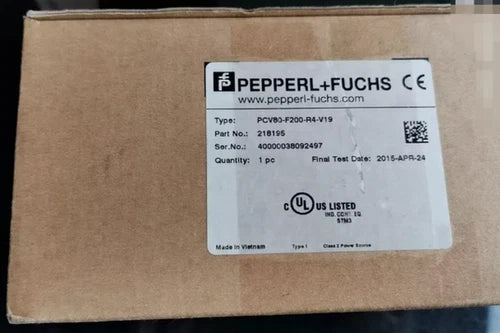 PEPPERL+FUCHS CE
www.pepperl-fuchs.com
Type: PCV80-F200-R4-V19
Part No.: 218195
Ser.No.: 40000038092497
Quantity: 1 pc Final Test Date: 2015-APR-24
C UL US LISTED
IND. CONT. EQ.
57M3
Made in Vietnam Type 1 Class 2 Power Source